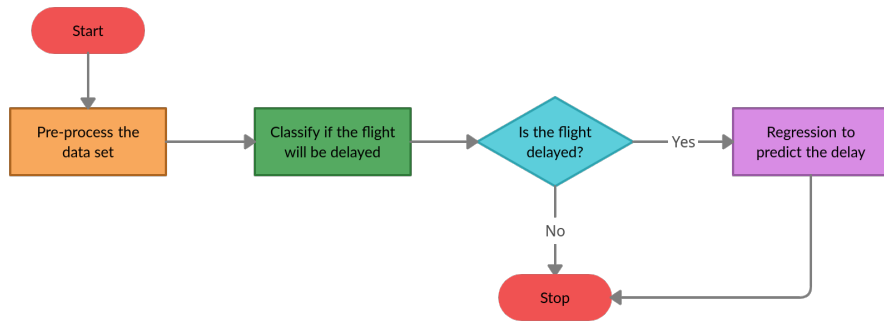 Start
Pre-process the
data set
Classify if the flight
will be delayed
Is the flight
delayed?
Yes
Regression to
predict the delay
No
Stop